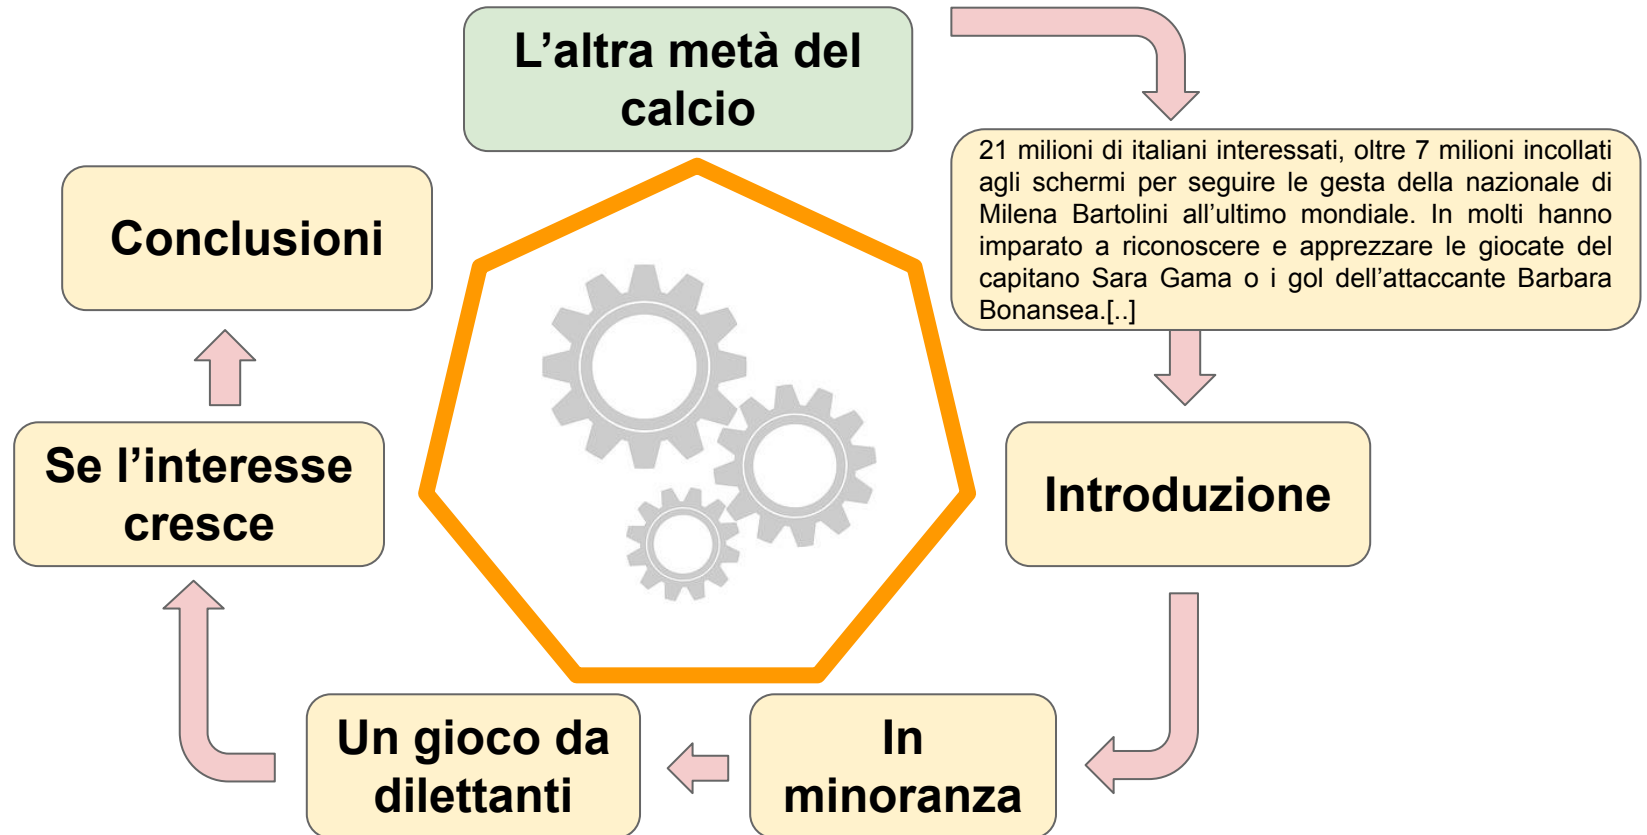 L’altra metà del
calcio
21 milioni di italiani interessati, oltre 7 milioni incollati
agli schermi per seguire le gesta della nazionale di
Milena Bartolini all’ultimo mondiale. In molti hanno
imparato a riconoscere e apprezzare le giocate del
capitano Sara Gama o i gol dell’attaccante Barbara
Bonansea.[..]
Introduzione
In
minoranza
Un gioco da
dilettanti
Se l’interesse
cresce
Conclusioni